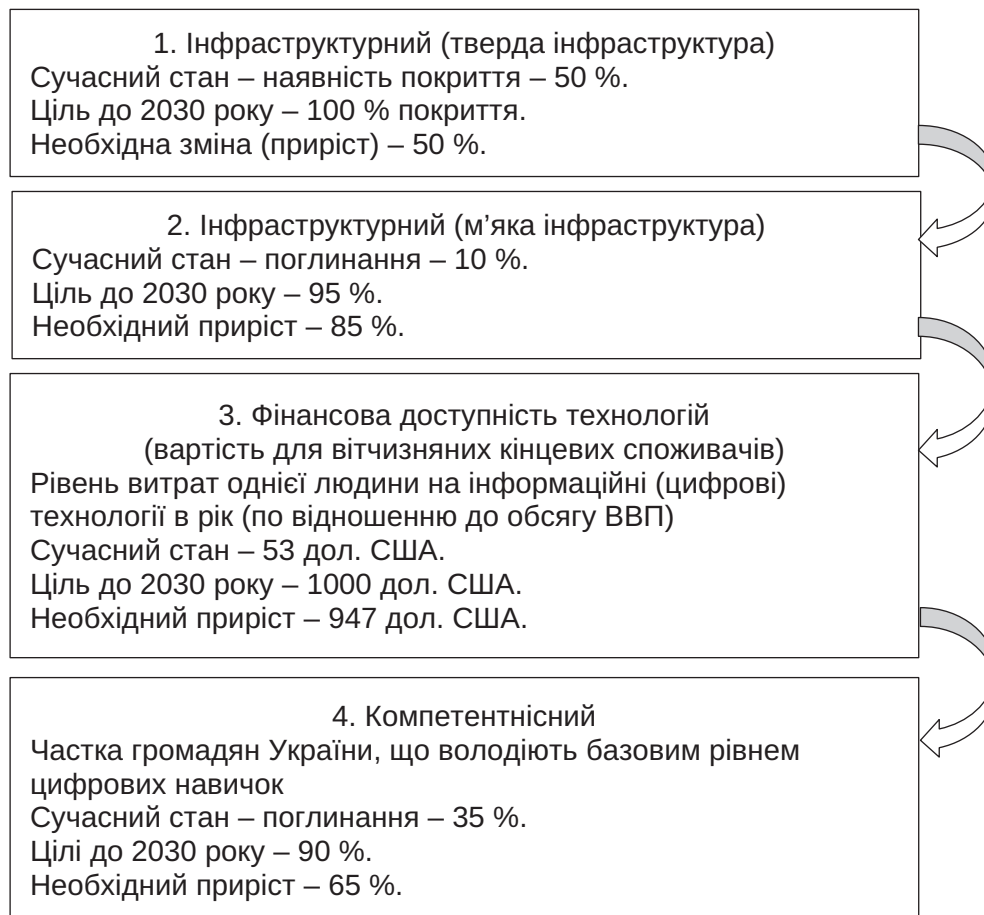 1. Інфраструктурний (тверда інфраструктура)
Сучасний стан – наявність покриття – 50 %.
Ціль до 2030 року – 100 % покриття.
Необхідна зміна (приріст) – 50 %.
2. Інфраструктурний (м’яка інфраструктура)
Сучасний стан – поглинання – 10 %.
Ціль до 2030 року – 95 %.
Необхідний приріст – 85 %.
3. Фінансова доступність технологій
(вартість для вітчизняних кінцевих споживачів)
Рівень витрат однієї людини на інформаційні (цифрові)
технології в рік (по відношенню до обсягу ВВП)
Сучасний стан – 53 дол. США.
Ціль до 2030 року – 1000 дол. США.
Необхідний приріст – 947 дол. США.
4. Компетентнісний
Частка громадян України, що володіють базовим рівнем
цифрових навичок
Сучасний стан – поглинання – 35 %.
Цілі до 2030 року – 90 %.
Необхідний приріст – 65 %.